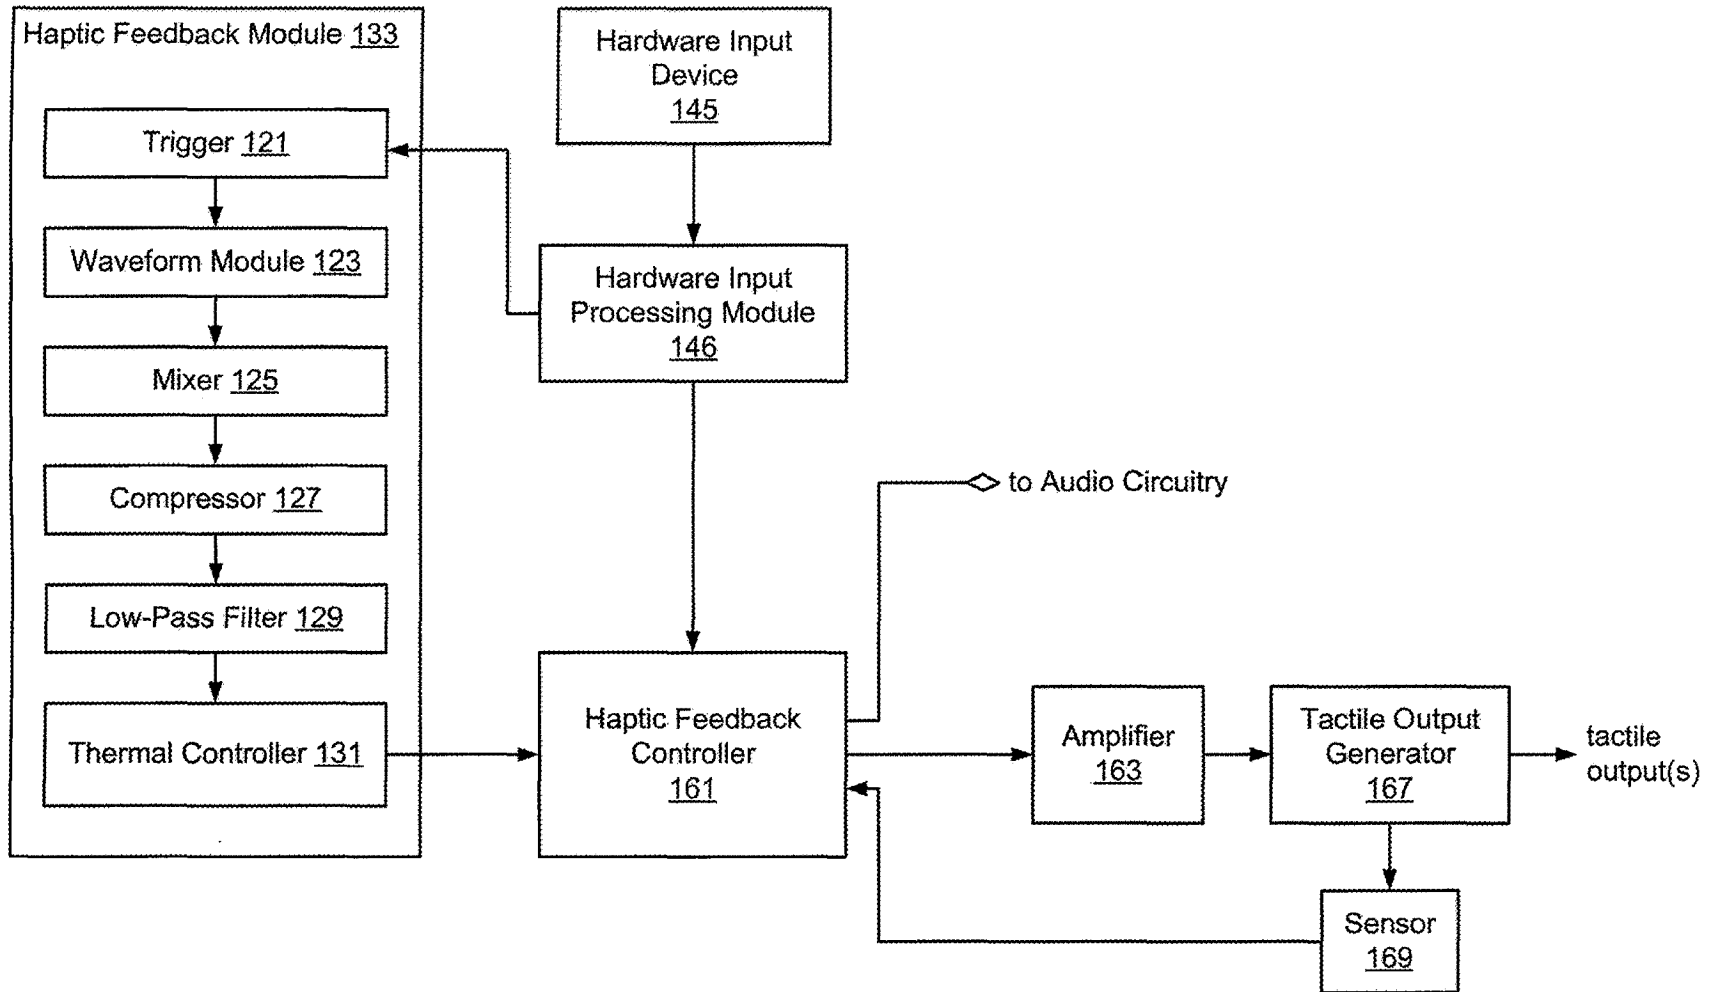 Haptic Feedback Module 133
Trigger 121
Waveform Module 123
Mixer 125
Compressor 127
Low-Pass Filter 129
Thermal Controller 131
Hardware Input
Device
145
Hardware Input
Processing Module
146
to Audio Circuitry
Haptic Feedback
Controller
161
Amplifier
163
Tactile Output
Generator
167
tactile
output(s)
Sensor
169